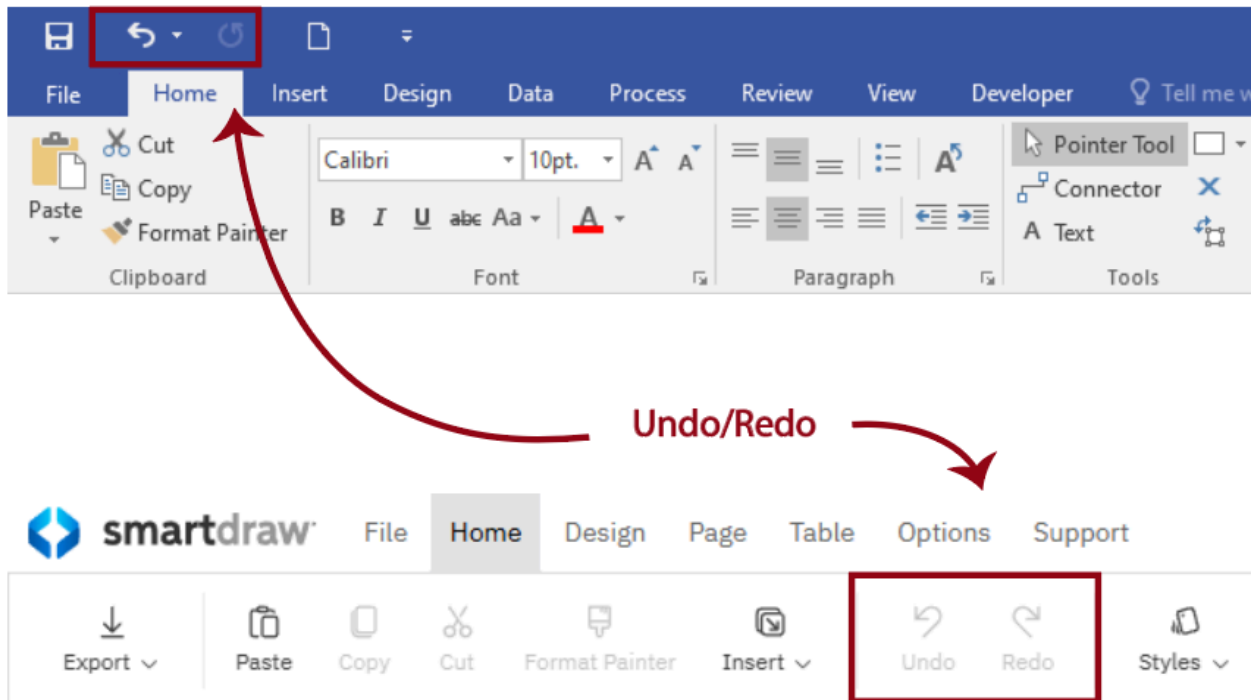 File Home Insert Design Data Process Review View Developer Tell me
Cut
Calibri 10pt. A A A Pointer Tool
Copy Connector
Paste
Format Painter B I U abc Aa A A Text
Clipboard Font Paragraph Tools
Undo/Redo
smartdraw File Home Design Page Table Options Support
Export Paste Copy Cut Format Painter Insert Undo Redo Styles